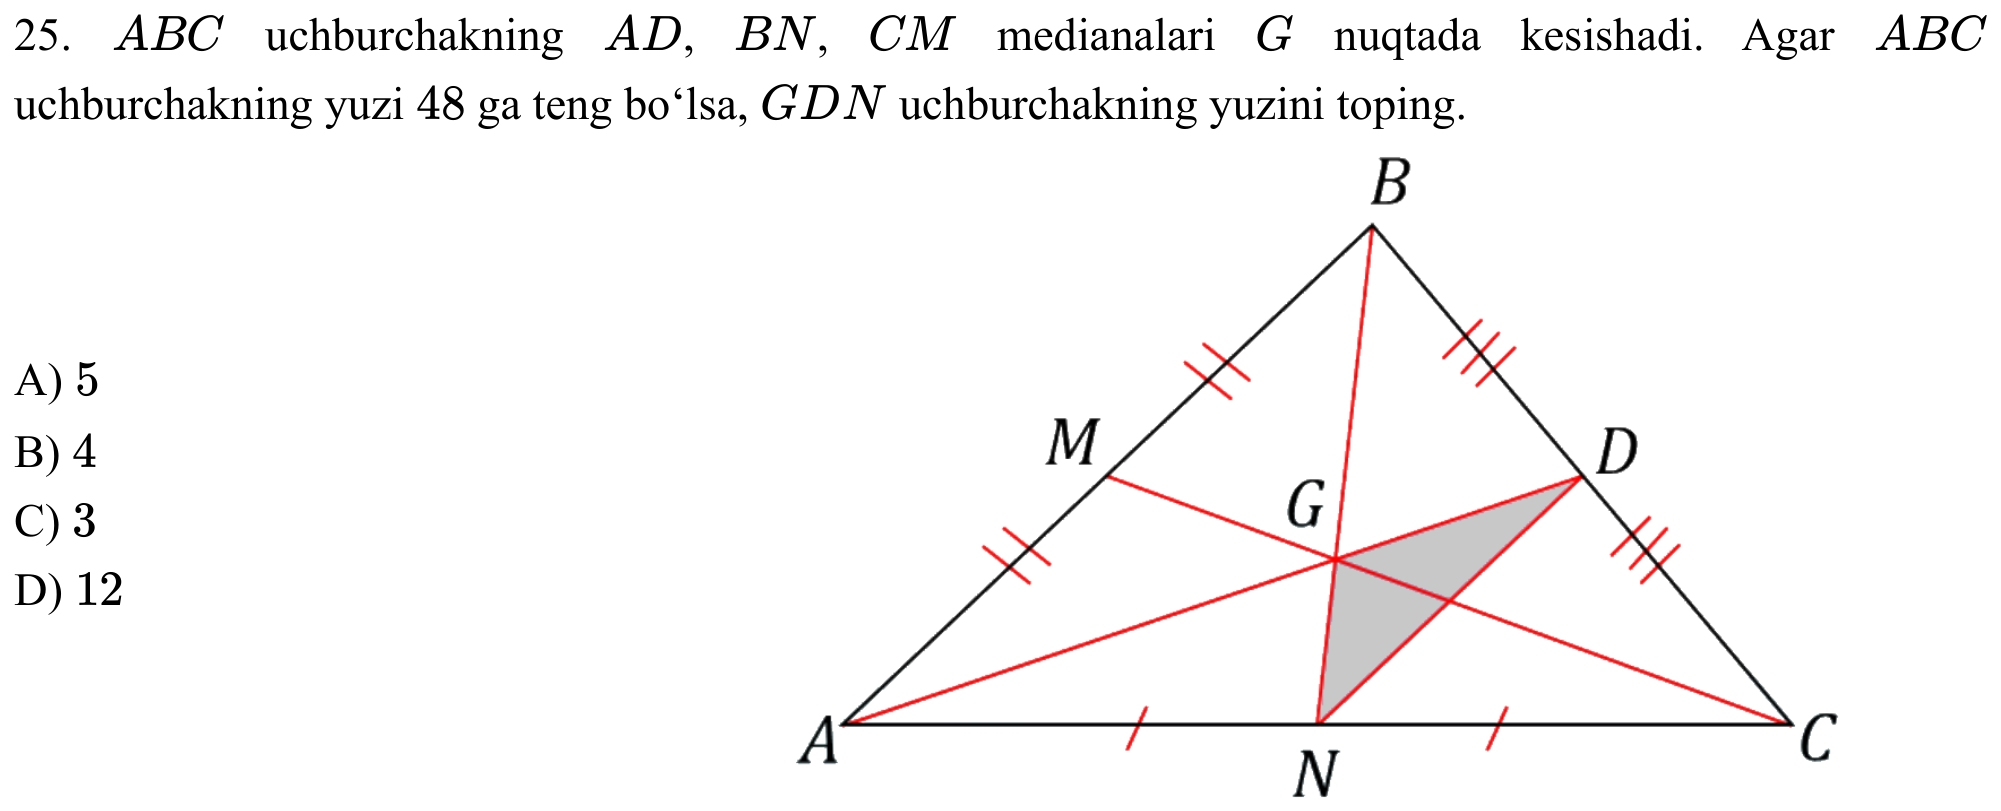 25. ABC uchburchakning AD, BN, CM medianalari G nuqtada kesishadi. Agar ABC
uchburchakning yuzi 48 ga teng bo‘lsa, GDN uchburchakning yuzini toping.
A) 5
B) 4
C) 3
D) 12
B
M
D
G
A
N
C